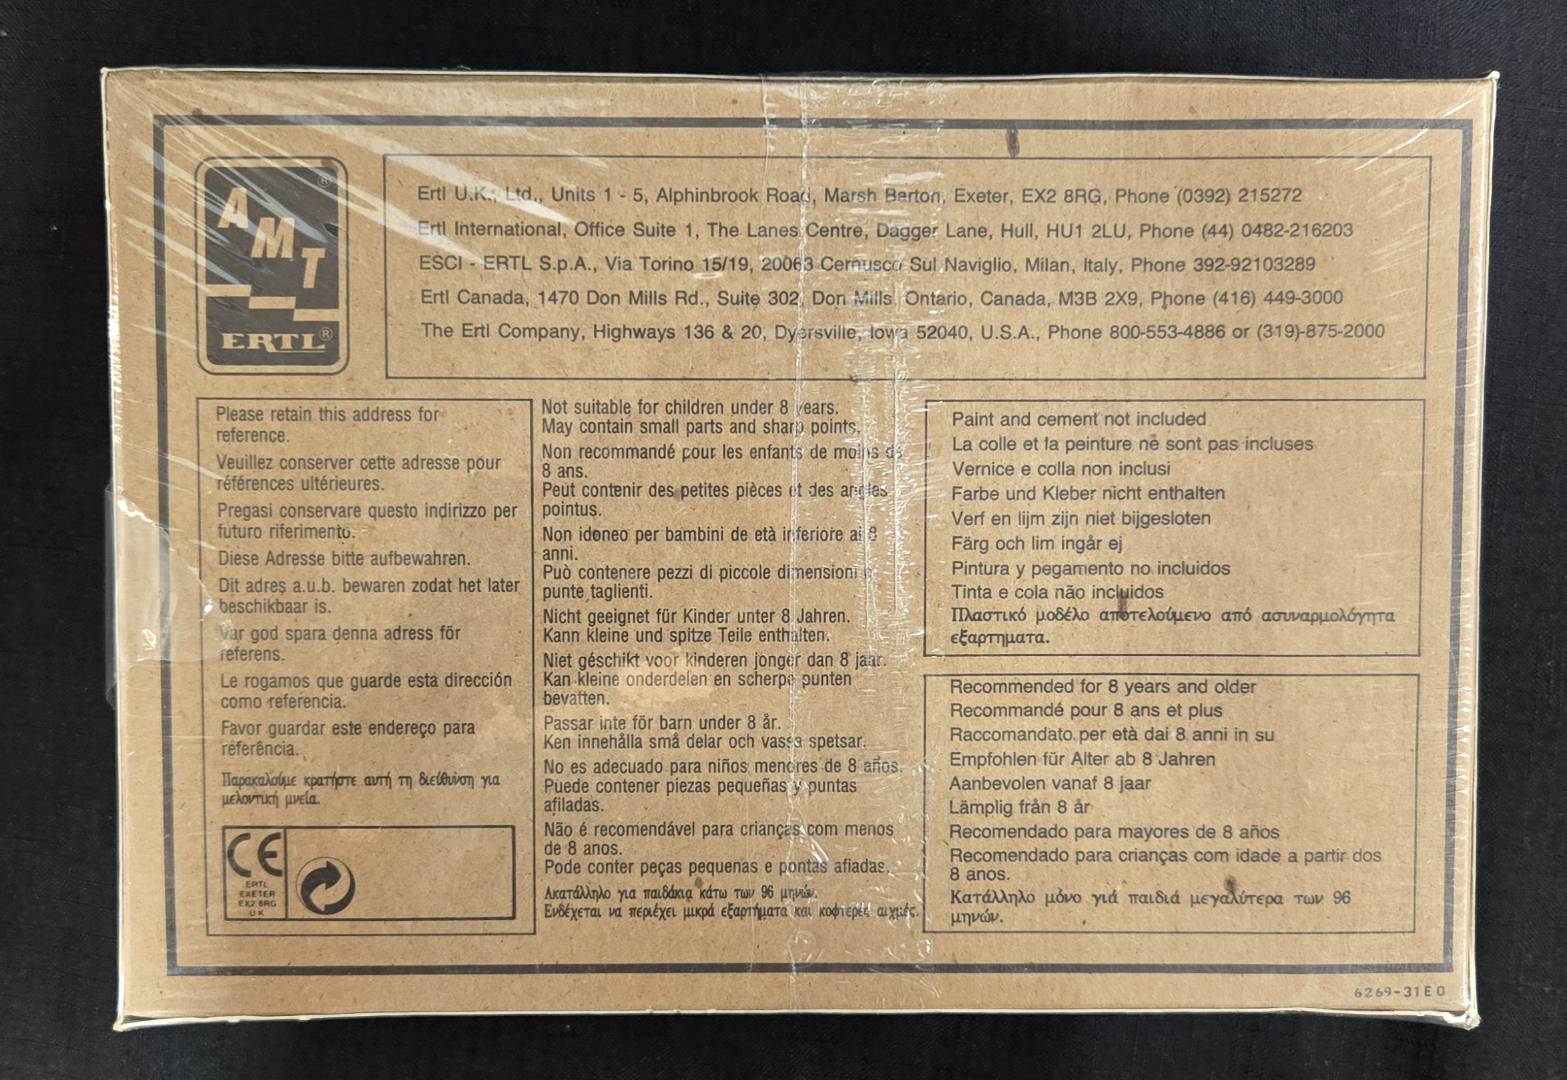 AMT
ERTL®
Ertl U.K., Ltd., Units 1 - 5, Alphinbrook Road, Marsh Barton, Exeter, EX2 8RG, Phone (0392) 215272
Ertl International, Office Suite 1, The Lanes Centre, Dagger Lane, Hull, HU1 2LU, Phone (44) 0482-216203
ESCI - ERTL S.p.A., Via Torino 15/19, 20063 Cernusco Sul Naviglio, Milan, Italy, Phone 392-92103289
Ertl Canada, 1470 Don Mills Rd., Suite 302, Don Mills, Ontario, Canada, M3B 2X9, Phone (416) 449-3000
The Ertl Company, Highways 136 & 20, Dyersville, Iowa 52040, U.S.A., Phone 800-553-4886 or (319)-875-2000
Please retain this address for
reference.
Veuillez conserver cette adresse pour
références ultérieures.
Pregasi conservare questo indirizzo per
futuro riferimento.
Diese Adresse bitte aufbewahren.
Dit adres a.u.b. bewaren zodat het later
beschikbaar is.
Var god spara denna adress för
referens.
Le rogamos que guarde esta dirección
como referencia.
Favor guardar este endereço para
referência.
Παρακαλούμε κρατήστε αυτή τη διεύθυνση για
μελοντική μνεία.
CE
ERTL
EXETER
EX2 8RG
UK
Not suitable for children under 8 years.
May contain small parts and sharp points.
Non recommandé pour les enfants de moins de
8 ans.
Peut contenir des petites pièces et des angles
pointus.
Non idoneo per bambini de età inferiore ai 8
anni.
Può contenere pezzi di piccole dimensioni e
punte taglienti.
Nicht geeignet für Kinder unter 8 Jahren.
Kann kleine und spitze Teile enthalten.
Niet géschikt voor kinderen jonger dan 8 jaar.
Kan kleine onderdelen en scherpe punten
bevatten.
Passar inte för barn under 8 år.
Ken innehålla små delar och vassa spetsar.
No es adecuado para niños menores de 8 años.
Puede contener piezas pequeñas y puntas
afiladas.
Não é recomendável para crianças com menos
de 8 anos.
Pode conter peças pequenas e pontas afiadas.
Ακατάλληλο για παιδάκια κάτω των 96 μηνών.
Ενδέχεται να περιέχει μικρά εξαρτήματα και κοφτερές αιχμές.
Paint and cement not included
La colle et la peinture ne sont pas incluses
Vernice e colla non inclusi
Farbe und Kleber nicht enthalten
Verf en lijm zijn niet bijgesloten
Färg och lim ingår ej
Pintura y pegamento no incluidos
Tinta e cola não incluidos
Πλαστικό μοδέλο αποτελούμενο από ασυναρμολόγητα
εξαρτηματα.
Recommended for 8 years and older
Recommandé pour 8 ans et plus
Raccomandato per età dai 8 anni in su
Empfohlen für Alter ab 8 Jahren
Aanbevolen vanaf 8 jaar
Lämplig från 8 år
Recomendado para mayores de 8 años
Recomendado para crianças com idade a partir dos
8 anos.
Κατάλληλο μόνο γιά παιδιά μεγαλύτερα των 96
μηνών.
6269-31E0